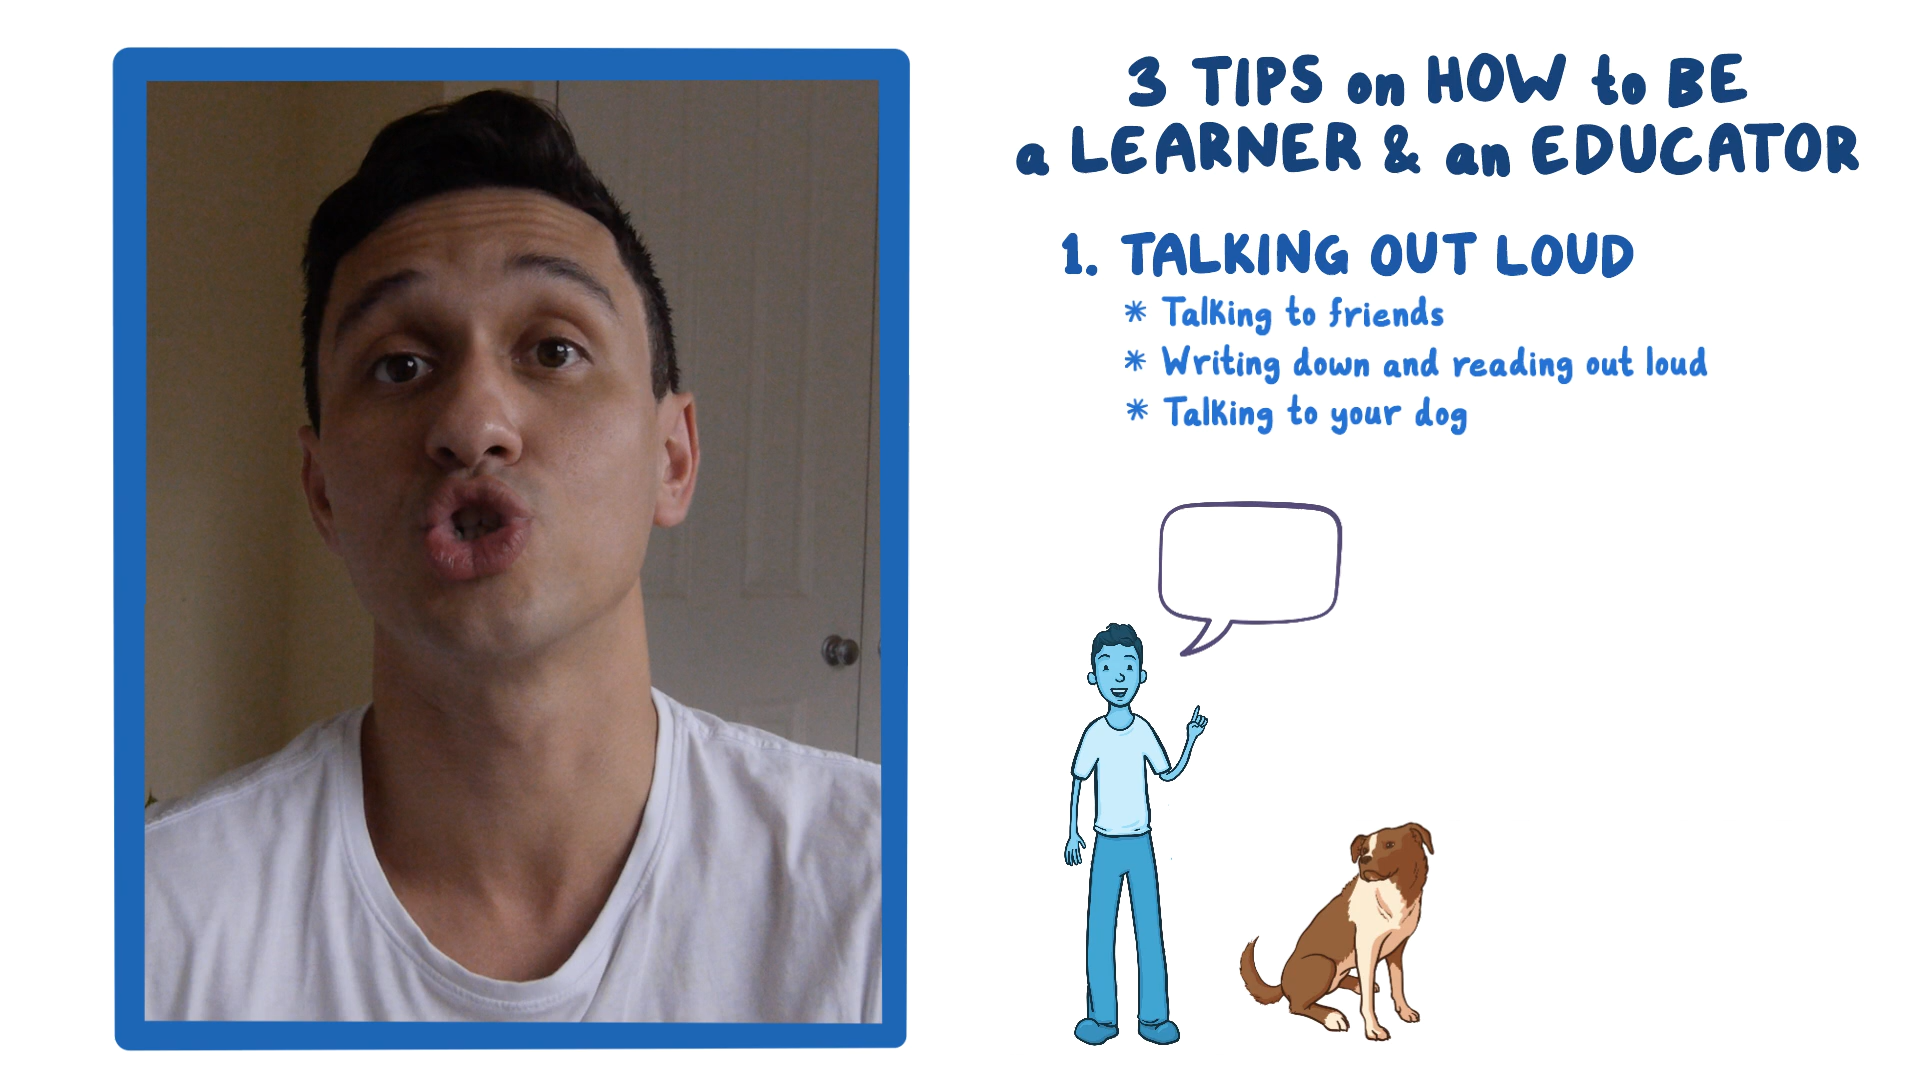 3 TIPS on HOW to BE
a LEARNER & an EDUCATOR
1. TALKING OUT LOUD
* Talking to friends
* Writing down and reading out loud
* Talking to your dog